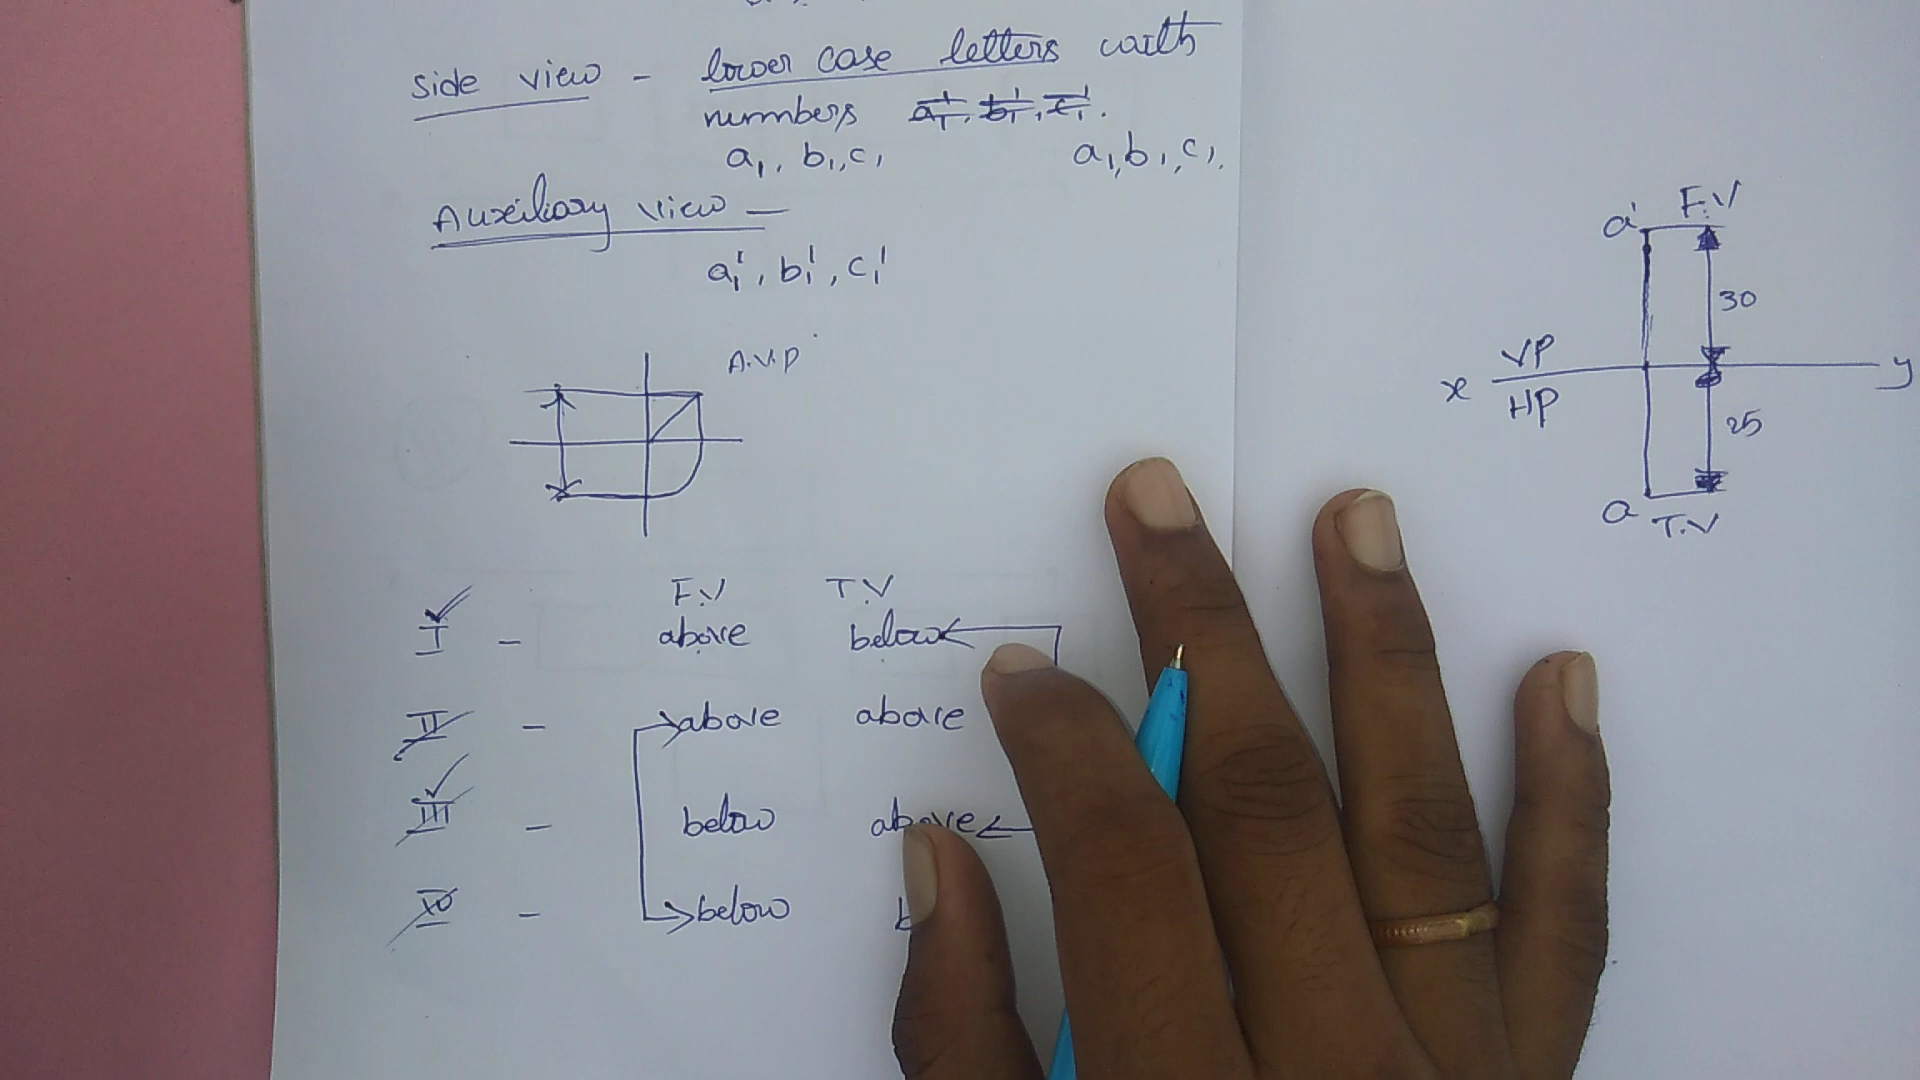 side view - lower case letters with
numbers a₁', b₁', c₁'.
a₁, b₁, c₁ a₁, b₁, c₁.
Auxiliary view -
a₁', b₁', c₁'
A.V.P
F.V T.V
I - above below
II - above above
III - below above
IV - below
a' F.V
30
VP
x y
HP
25
a T.V